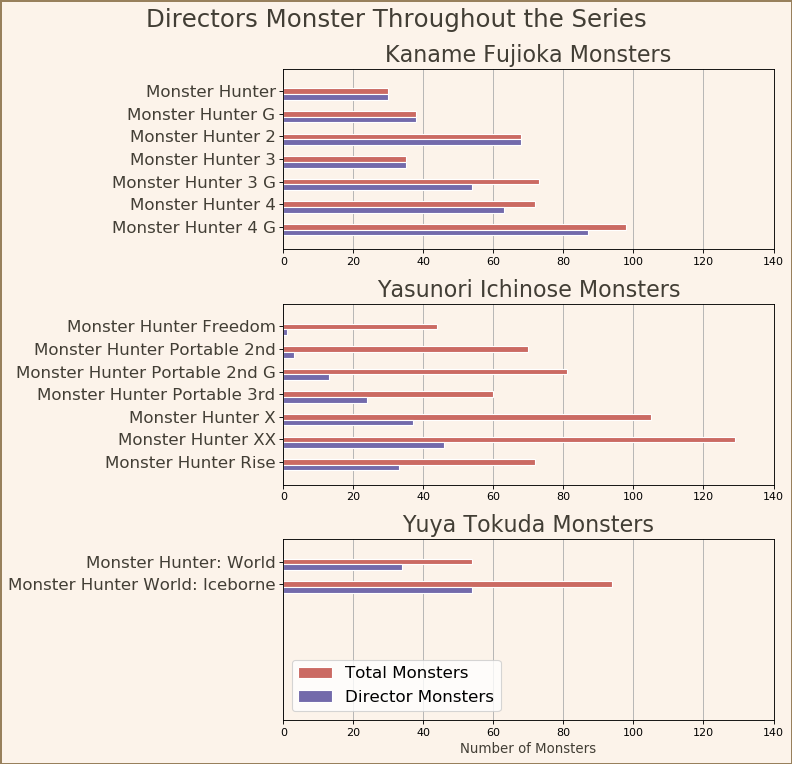 Directors Monster Throughout the Series
Kaname Fujioka Monsters
Monster Hunter
Monster Hunter G
Monster Hunter 2
Monster Hunter 3
Monster Hunter 3 G
Monster Hunter 4
Monster Hunter 4 G
0 20 40 60 80 100 120 140
Yasunori Ichinose Monsters
Monster Hunter Freedom
Monster Hunter Portable 2nd
Monster Hunter Portable 2nd G
Monster Hunter Portable 3rd
Monster Hunter X
Monster Hunter XX
Monster Hunter Rise
0 20 40 60 80 100 120 140
Yuya Tokuda Monsters
Monster Hunter: World
Monster Hunter World: Iceborne
Total Monsters
Director Monsters
0 20 40 60 80 100 120 140
Number of Monsters